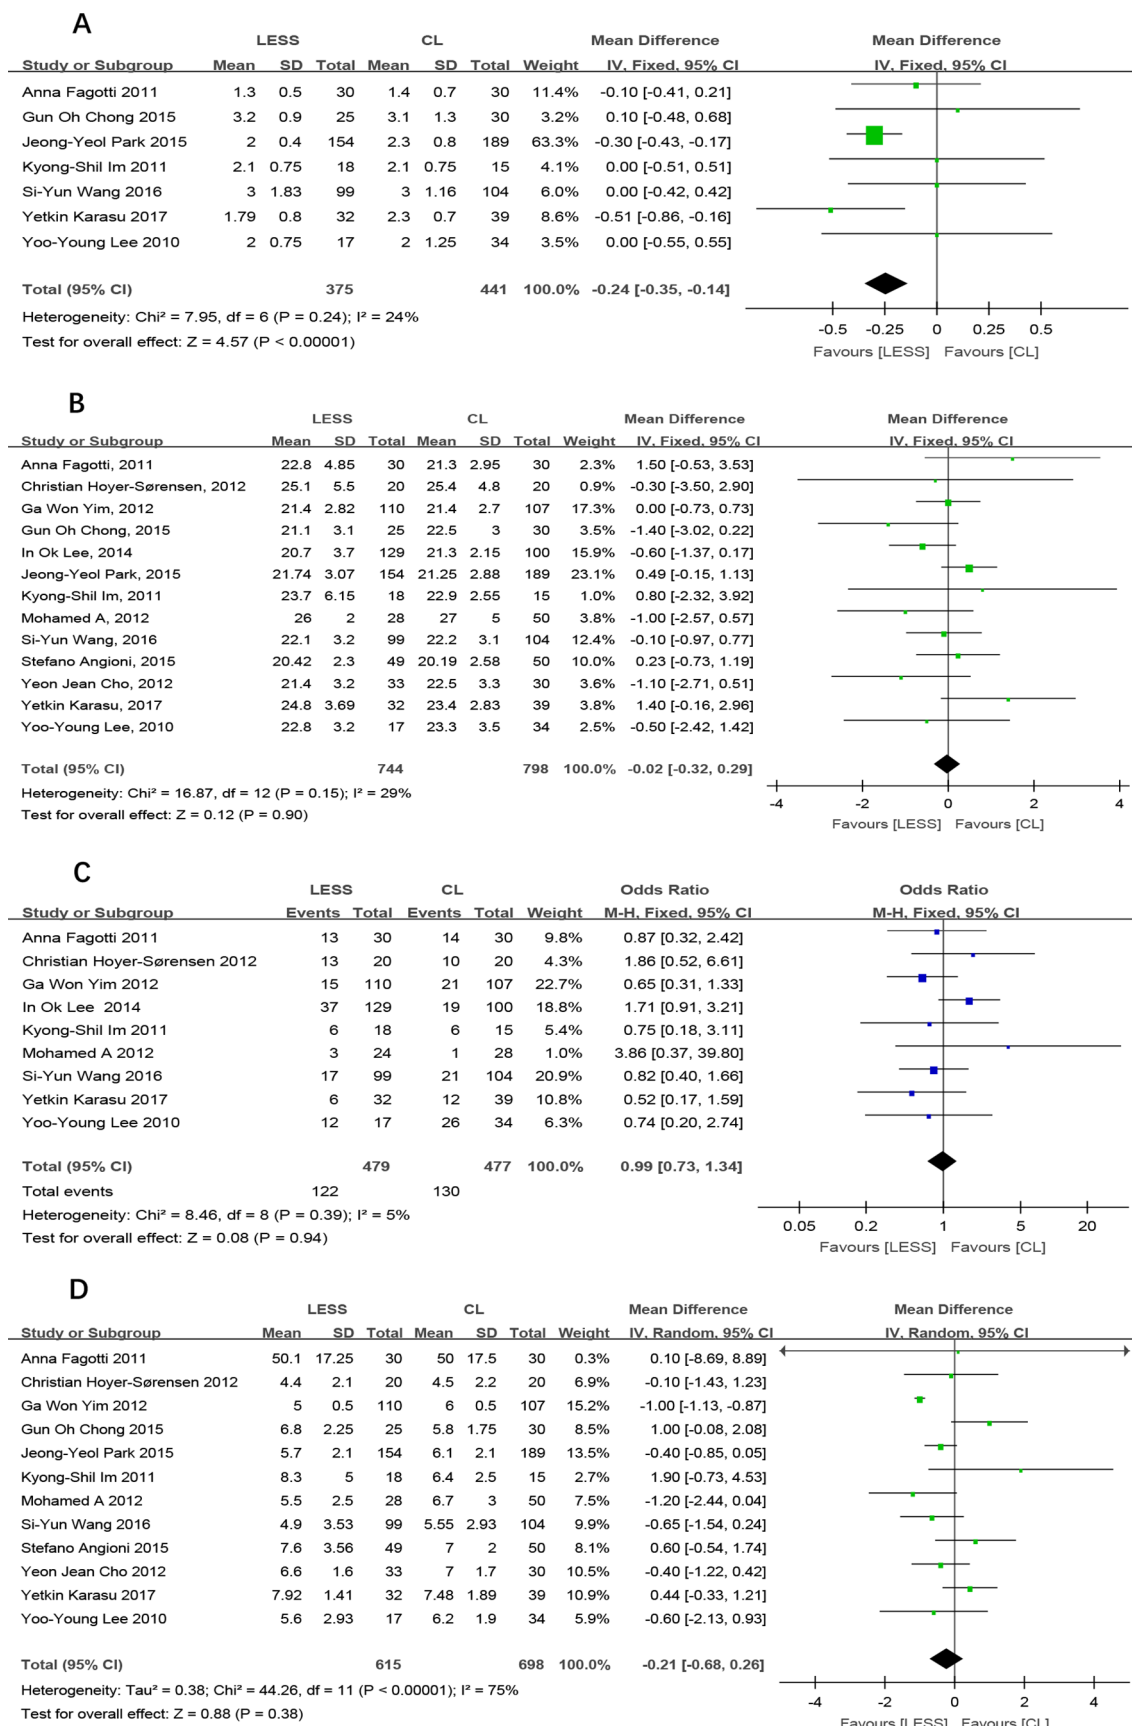 A
LESS CL Mean Difference Mean Difference
Study or Subgroup Mean SD Total Mean SD Total Weight IV, Fixed, 95% CI IV, Fixed, 95% CI
Anna Fagotti 2011 1.3 0.5 30 1.4 0.7 30 11.4% -0.10 [-0.41, 0.21]
Gun Oh Chong 2015 3.2 0.9 25 3.1 1.3 30 3.2% 0.10 [-0.48, 0.68]
Jeong-Yeol Park 2015 2 0.4 154 2.3 0.8 189 63.3% -0.30 [-0.43, -0.17]
Kyong-Shil Im 2011 2.1 0.75 18 2.1 0.75 15 4.1% 0.00 [-0.51, 0.51]
Si-Yun Wang 2016 3 1.83 99 3 1.16 104 6.0% 0.00 [-0.42, 0.42]
Yetkin Karasu 2017 1.79 0.8 32 2.3 0.7 39 8.6% -0.51 [-0.86, -0.16]
Yoo-Young Lee 2010 2 0.75 17 2 1.25 34 3.5% 0.00 [-0.55, 0.55]
Total (95% CI) 375 441 100.0% -0.24 [-0.35, -0.14]
Heterogeneity: Chi² = 7.95, df = 6 (P = 0.24); I² = 24%
Test for overall effect: Z = 4.57 (P < 0.00001)
-0.5 -0.25 0 0.25 0.5
Favours [LESS] Favours [CL]
B
LESS CL Mean Difference Mean Difference
Study or Subgroup Mean SD Total Mean SD Total Weight IV, Fixed, 95% CI IV, Fixed, 95% CI
Anna Fagotti, 2011 22.8 4.85 30 21.3 2.95 30 2.3% 1.50 [-0.53, 3.53]
Christian Hoyer-Sørensen, 2012 25.1 5.5 20 25.4 4.8 20 0.9% -0.30 [-3.50, 2.90]
Ga Won Yim, 2012 21.4 2.82 110 21.4 2.7 107 17.3% 0.00 [-0.73, 0.73]
Gun Oh Chong, 2015 21.1 3.1 25 22.5 3 30 3.5% -1.40 [-3.02, 0.22]
In Ok Lee, 2014 20.7 3.7 129 21.3 2.15 100 15.9% -0.60 [-1.37, 0.17]
Jeong-Yeol Park, 2015 21.74 3.07 154 21.25 2.88 189 23.1% 0.49 [-0.15, 1.13]
Kyong-Shil Im, 2011 23.7 6.15 18 22.9 2.55 15 1.0% 0.80 [-2.32, 3.92]
Mohamed A, 2012 26 2 28 27 5 50 3.8% -1.00 [-2.57, 0.57]
Si-Yun Wang, 2016 22.1 3.2 99 22.2 3.1 104 12.4% -0.10 [-0.97, 0.77]
Stefano Angioni, 2015 20.42 2.3 49 20.19 2.58 50 10.0% 0.23 [-0.73, 1.19]
Yeon Jean Cho, 2012 21.4 3.2 33 22.5 3.3 30 3.6% -1.10 [-2.71, 0.51]
Yetkin Karasu, 2017 24.8 3.69 32 23.4 2.83 39 3.8% 1.40 [-0.16, 2.96]
Yoo-Young Lee, 2010 22.8 3.2 17 23.3 3.5 34 2.5% -0.50 [-2.42, 1.42]
Total (95% CI) 744 798 100.0% -0.02 [-0.32, 0.29]
Heterogeneity: Chi² = 16.87, df = 12 (P = 0.15); I² = 29%
Test for overall effect: Z = 0.12 (P = 0.90)
-4 -2 0 2 4
Favours [LESS] Favours [CL]
C
LESS CL Odds Ratio Odds Ratio
Study or Subgroup Events Total Events Total Weight M-H, Fixed, 95% CI M-H, Fixed, 95% CI
Anna Fagotti 2011 13 30 14 30 9.8% 0.87 [0.32, 2.42]
Christian Hoyer-Sørensen 2012 13 20 10 20 4.3% 1.86 [0.52, 6.61]
Ga Won Yim 2012 15 110 21 107 22.7% 0.65 [0.31, 1.33]
In Ok Lee 2014 37 129 19 100 18.8% 1.71 [0.91, 3.21]
Kyong-Shil Im 2011 6 18 6 15 5.4% 0.75 [0.18, 3.11]
Mohamed A 2012 3 24 1 28 1.0% 3.86 [0.37, 39.80]
Si-Yun Wang 2016 17 99 21 104 20.9% 0.82 [0.40, 1.66]
Yetkin Karasu 2017 6 32 12 39 10.8% 0.52 [0.17, 1.59]
Yoo-Young Lee 2010 12 17 26 34 6.3% 0.74 [0.20, 2.74]
Total (95% CI) 479 477 100.0% 0.99 [0.73, 1.34]
Total events 122 130
Heterogeneity: Chi² = 8.46, df = 8 (P = 0.39); I² = 5%
Test for overall effect: Z = 0.08 (P = 0.94)
0.05 0.2 1 5 20
Favours [LESS] Favours [CL]
D
LESS CL Mean Difference Mean Difference
Study or Subgroup Mean SD Total Mean SD Total Weight IV, Random, 95% CI IV, Random, 95% CI
Anna Fagotti 2011 50.1 17.25 30 50 17.5 30 0.3% 0.10 [-8.69, 8.89]
Christian Hoyer-Sørensen 2012 4.4 2.1 20 4.5 2.2 20 6.9% -0.10 [-1.43, 1.23]
Ga Won Yim 2012 5 0.5 110 6 0.5 107 15.2% -1.00 [-1.13, -0.87]
Gun Oh Chong 2015 6.8 2.25 25 5.8 1.75 30 8.5% 1.00 [-0.08, 2.08]
Jeong-Yeol Park 2015 5.7 2.1 154 6.1 2.1 189 13.5% -0.40 [-0.85, 0.05]
Kyong-Shil Im 2011 8.3 5 18 6.4 2.5 15 2.7% 1.90 [-0.73, 4.53]
Mohamed A 2012 5.5 2.5 28 6.7 3 50 7.5% -1.20 [-2.44, 0.04]
Si-Yun Wang 2016 4.9 3.53 99 5.55 2.93 104 9.9% -0.65 [-1.54, 0.24]
Stefano Angioni 2015 7.6 3.56 49 7 2 50 8.1% 0.60 [-0.54, 1.74]
Yeon Jean Cho 2012 6.6 1.6 33 7 1.7 30 10.5% -0.40 [-1.22, 0.42]
Yetkin Karasu 2017 7.92 1.41 32 7.48 1.89 39 10.9% 0.44 [-0.33, 1.21]
Yoo-Young Lee 2010 5.6 2.93 17 6.2 1.9 34 5.9% -0.60 [-2.13, 0.93]
Total (95% CI) 615 698 100.0% -0.21 [-0.68, 0.26]
Heterogeneity: Tau² = 0.38; Chi² = 44.26, df = 11 (P < 0.00001); I² = 75%
Test for overall effect: Z = 0.88 (P = 0.38)
-4 -2 0 2 4
Favours [LESS] Favours [CL]